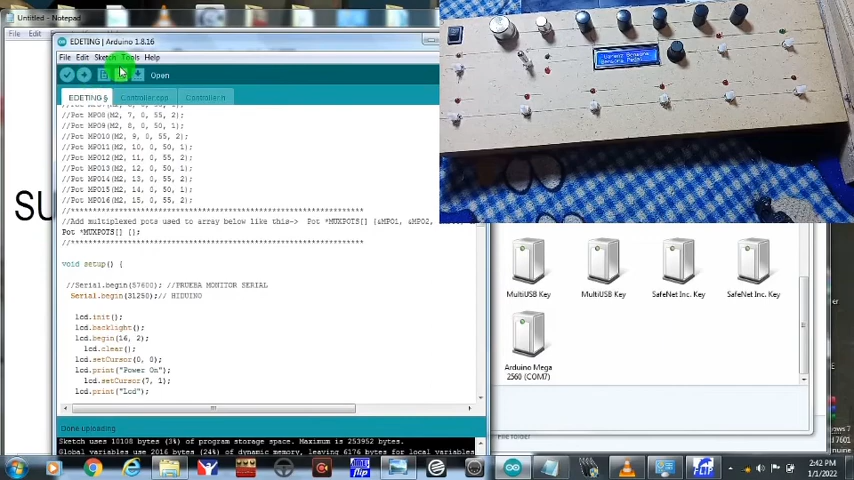 Untitled - Notepad
File Edit
EDETING | Arduino 1.8.16
File Edit Sketch Tools Help
Open
EDETING § Controller.cpp Controller.h
//Pot MPO8(M2, 7, 0, 55, 2);
//Pot MPO9(M2, 8, 0, 50, 1);
//Pot MPO10(M2, 9, 0, 55, 2);
//Pot MPO11(M2, 10, 0, 50, 1);
//Pot MPO12(M2, 11, 0, 55, 2);
//Pot MPO13(M2, 12, 0, 50, 1);
//Pot MPO14(M2, 13, 0, 55, 2);
//Pot MPO15(M2, 14, 0, 50, 1);
//Pot MPO16(M2, 15, 0, 55, 2);
//*******************************************************
//Add multiplexed pots used to array below like this-> Pot *MUXPOTS[] {&MPO1, &MPO2,
Pot *MUXPOTS[] {};
//*******************************************************
void setup() {
//Serial.begin(57600); //PRUEBA MONITOR SERIAL
Serial.begin(31250);// HIDUINO
lcd.init();
lcd.backlight();
lcd.begin(16, 2);
lcd.clear();
lcd.setCursor(0, 0);
lcd.print("Power On");
lcd.setCursor(7, 1);
lcd.print("Lcd");
Done uploading.
Sketch uses 10108 bytes (3%) of program storage space. Maximum is 253952 bytes.
Global variables use 2016 bytes (24%) of dynamic memory, leaving 6176 bytes for local variables
SU
MultiUSB Key
MultiUSB Key
SafeNet Inc. Key
SafeNet Inc. Key
Arduino Mega
2560 (COM7)
2:42 PM
1/1/2022